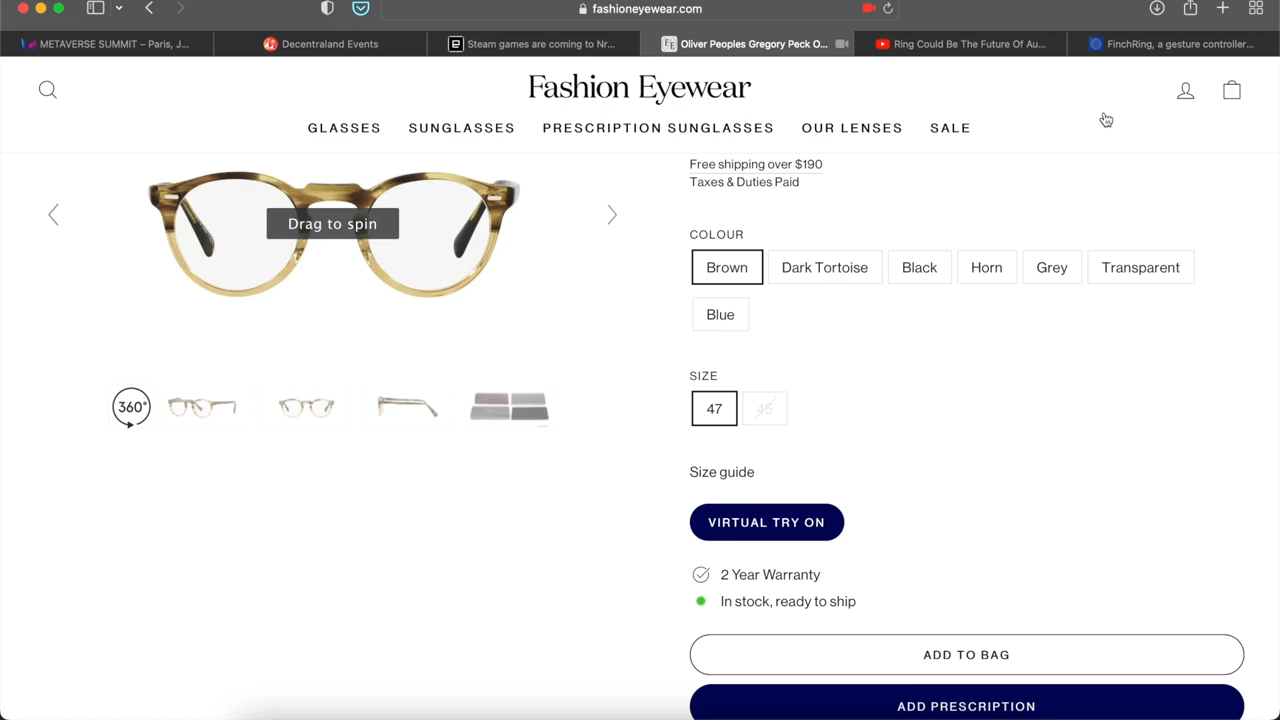 fashioneyewear.com
METAVERSE SUMMIT – Paris, J...
Decentraland Events
Steam games are coming to Nr...
Oliver Peoples Gregory Peck O...
Ring Could Be The Future Of Au...
FinchRing, a gesture controller...
Fashion Eyewear
GLASSES SUNGLASSES PRESCRIPTION SUNGLASSES OUR LENSES SALE
Free shipping over $190
Taxes & Duties Paid
Drag to spin
COLOUR
Brown Dark Tortoise Black Horn Grey Transparent
Blue
360°
SIZE
47 45
Size guide
VIRTUAL TRY ON
2 Year Warranty
In stock, ready to ship
ADD TO BAG
ADD PRESCRIPTION